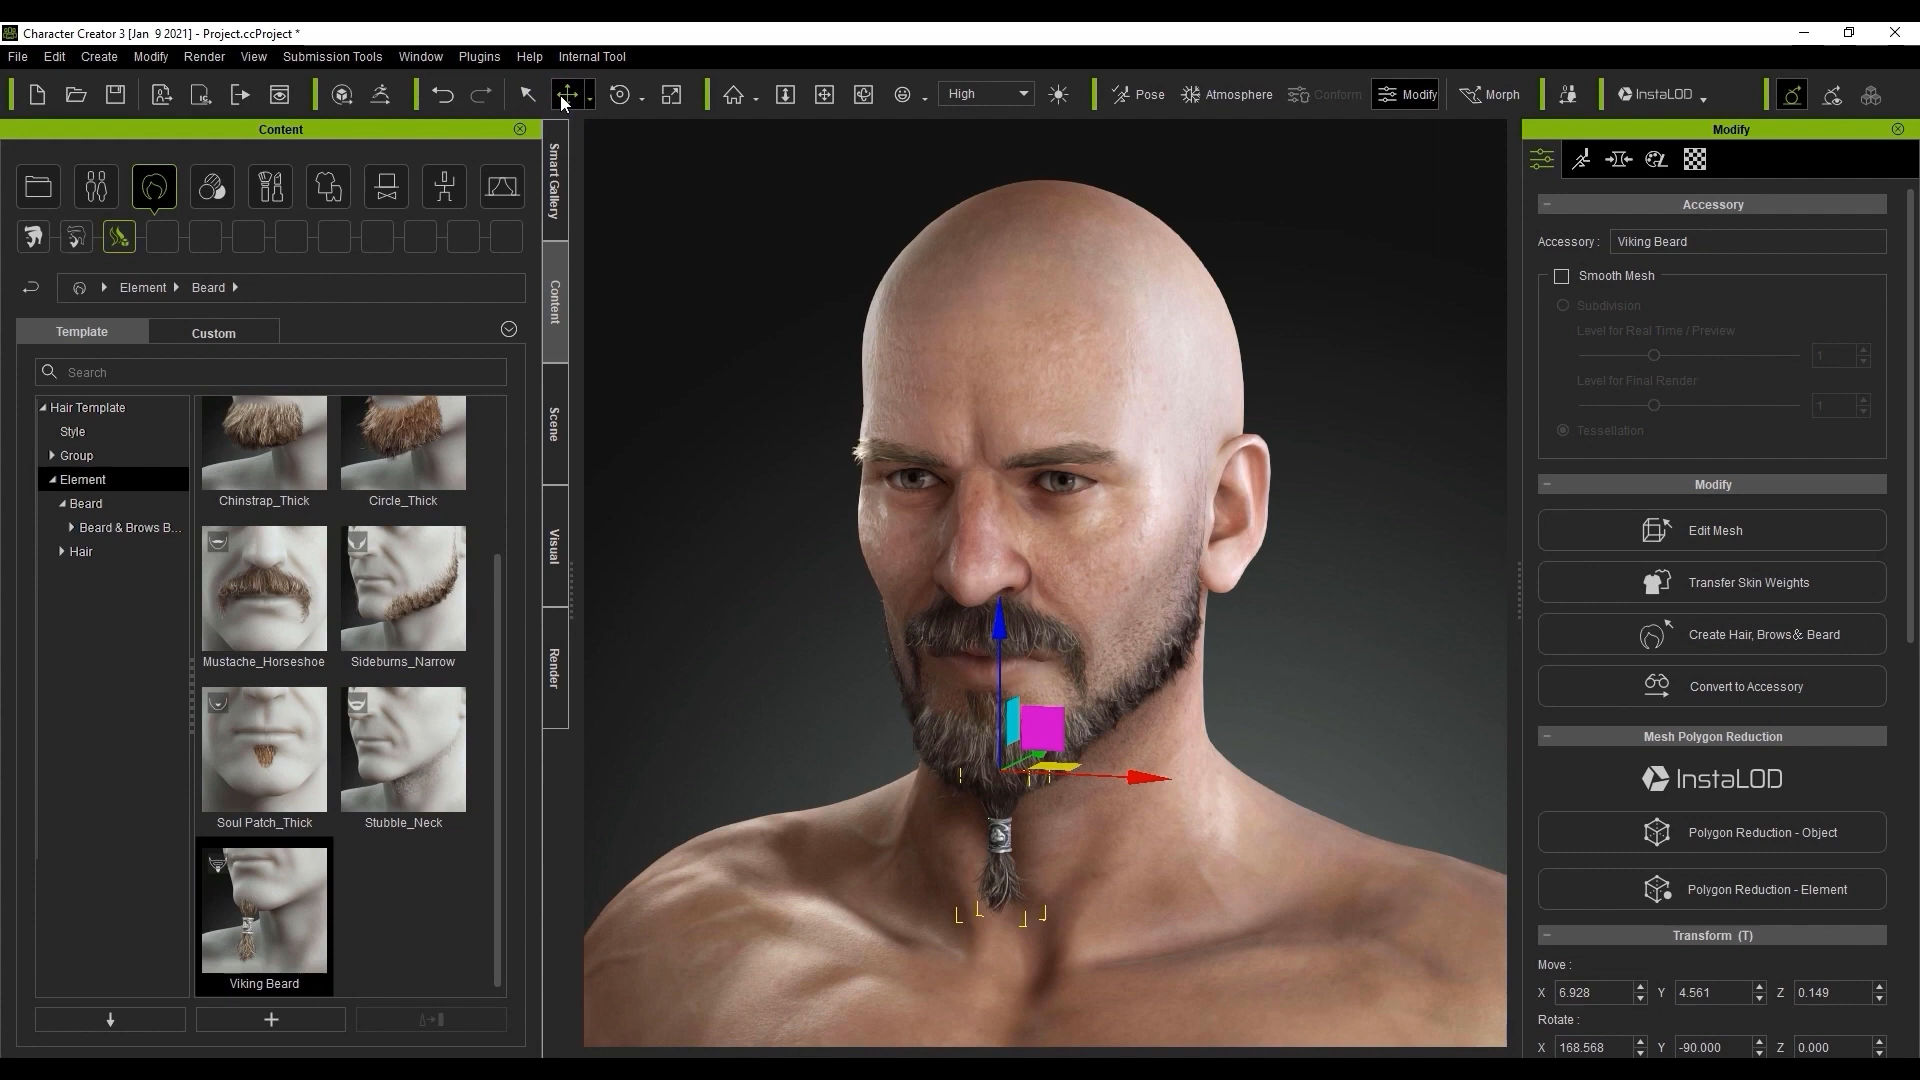 Character Creator 3 [Jan  9 2021] - Project.ccProject *
File Edit Create Modify Render View Submission Tools Window Plugins Help Internal Tool
High Pose Atmosphere Conform Modify Morph InstaLOD
Content
Smart Gallery
Content
Scene
Visual
Render
Element Beard
Template Custom
Search
Hair Template
Style
Group
Element
Beard
Beard & Brows B...
Hair
Chinstrap_Thick Circle_Thick
Mustache_Horseshoe Sideburns_Narrow
Soul Patch_Thick Stubble_Neck
Viking Beard
Modify
Accessory
Accessory : Viking Beard
Smooth Mesh
Subdivision
Level for Real Time / Preview
1
Level for Final Render
1
Tessellation
Modify
Edit Mesh
Transfer Skin Weights
Create Hair, Brows& Beard
Convert to Accessory
Mesh Polygon Reduction
InstaLOD
Polygon Reduction - Object
Polygon Reduction - Element
Transform (T)
Move :
X 6.928 Y 4.561 Z 0.149
Rotate :
X 168.568 Y -90.000 Z 0.000